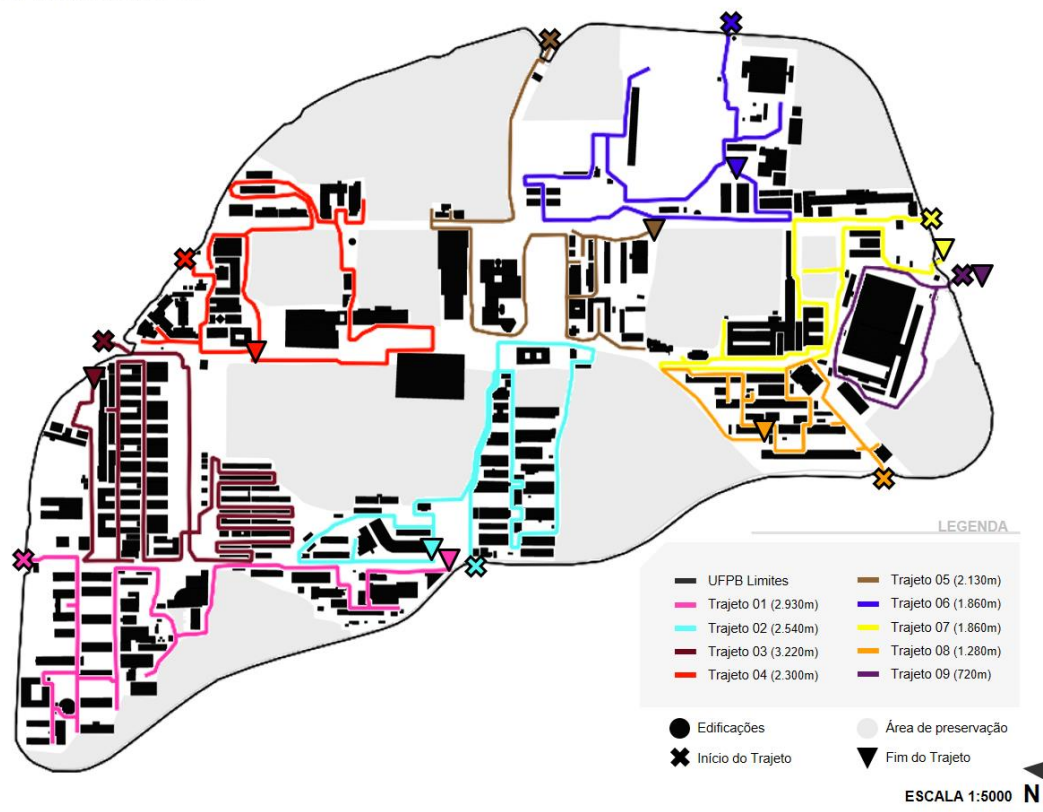 LEGENDA
UFPB Limites
Trajeto 01 (2.930m)
Trajeto 02 (2.540m)
Trajeto 03 (3.220m)
Trajeto 04 (2.300m)
Trajeto 05 (2.130m)
Trajeto 06 (1.860m)
Trajeto 07 (1.860m)
Trajeto 08 (1.280m)
Trajeto 09 (720m)
Edificações
Área de preservação
Início do Trajeto
Fim do Trajeto
ESCALA 1:5000 N